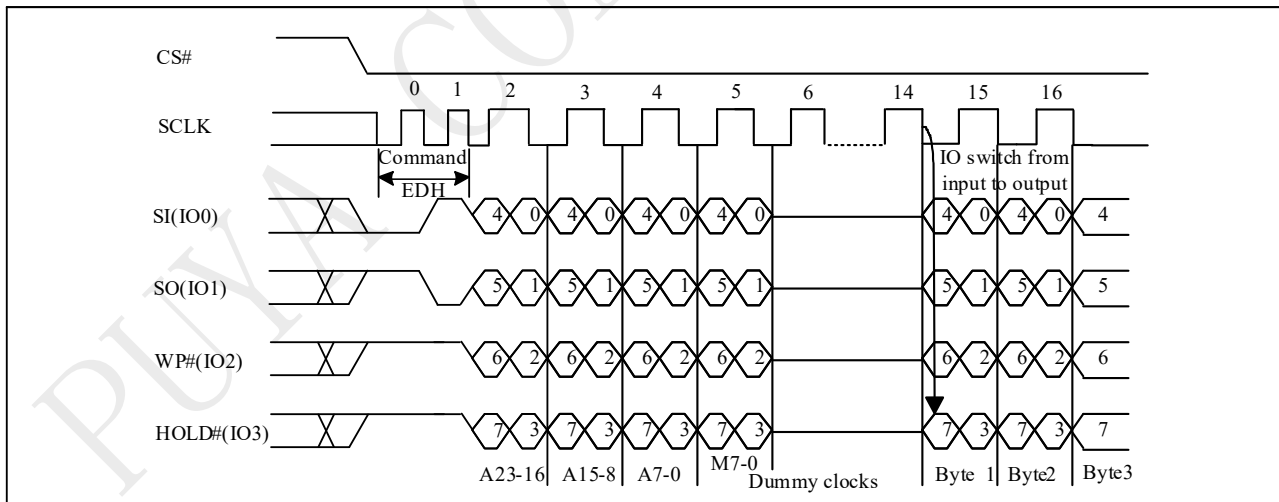 PUYA CO
CS#
0 1 2 3 4 5 6 14 15 16
SCLK
Command
EDH
IO switch from
input to output
SI(IO0)
4 0 4 0 4 0 4 0 4 0 4 0 4
SO(IO1)
5 1 5 1 5 1 5 1 5 1 5 1 5
WP#(IO2)
6 2 6 2 6 2 6 2 6 2 6 2 6
HOLD#(IO3)
7 3 7 3 7 3 7 3 7 3 7 3 7
A23-16 A15-8 A7-0 M7-0 Dummy clocks Byte 1 Byte2 Byte3